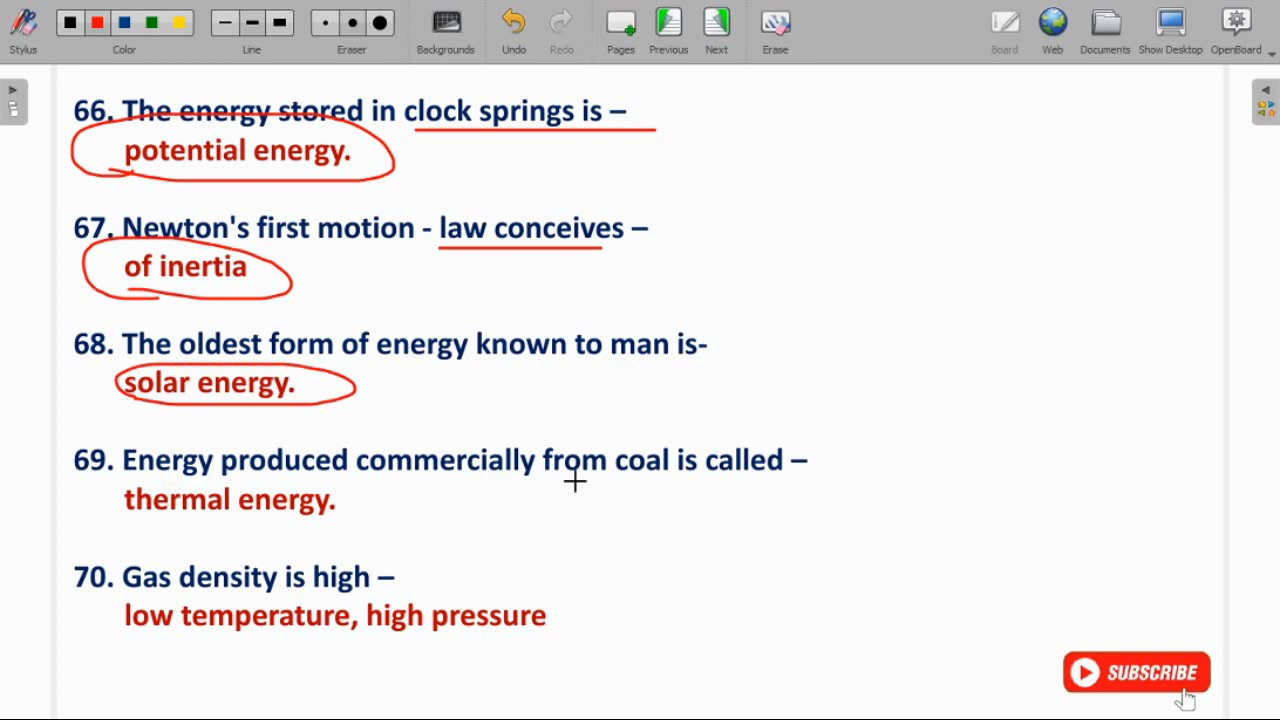 Stylus Color Line Eraser Backgrounds Undo Redo Pages Previous Next Erase Board Web Documents Show Desktop OpenBoard
66. The energy stored in clock springs is –
potential energy.
67. Newton's first motion - law conceives –
of inertia
68. The oldest form of energy known to man is-
solar energy.
69. Energy produced commercially from coal is called –
thermal energy.
70. Gas density is high –
low temperature, high pressure
SUBSCRIBE